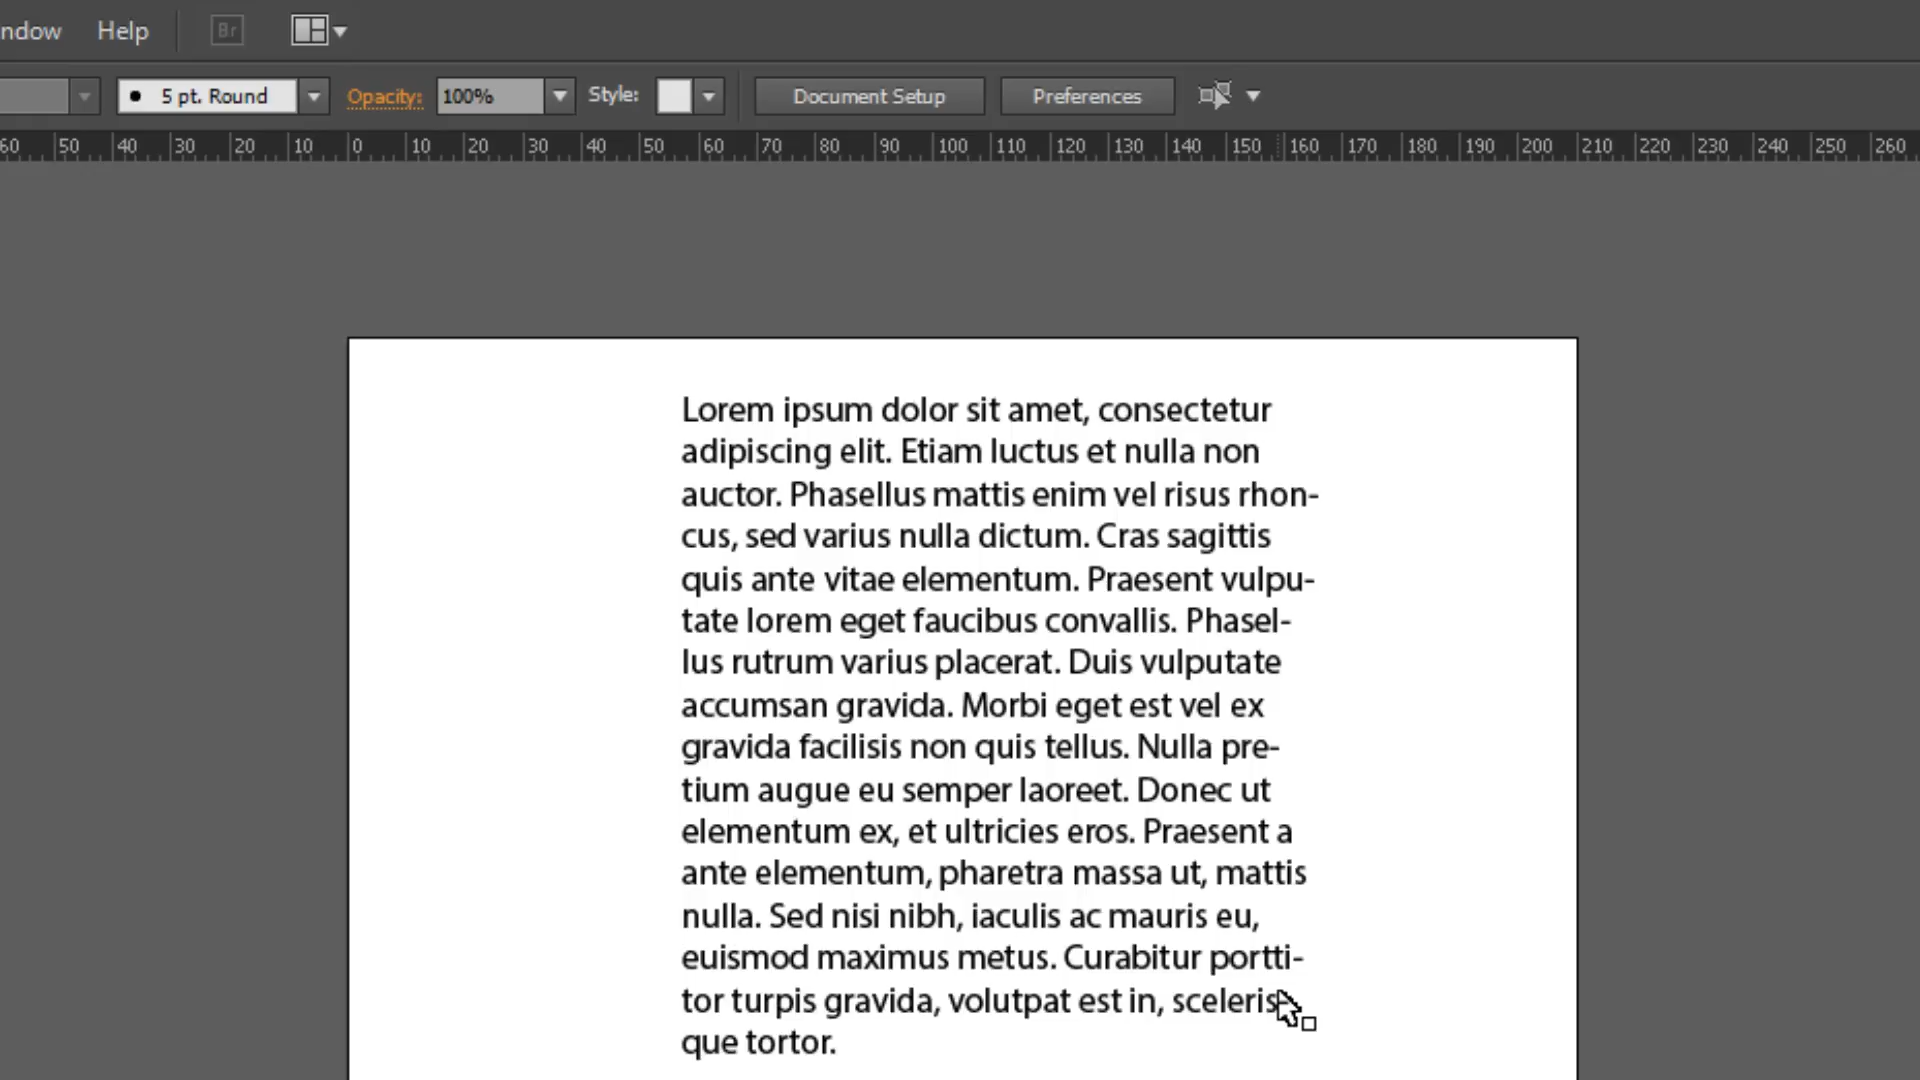 ndow Help Br
5 pt. Round Opacity: 100% Style: Document Setup Preferences
60 50 40 30 20 10 0 10 20 30 40 50 60 70 80 90 100 110 120 130 140 150 160 170 180 190 200 210 220 230 240 250 260
Lorem ipsum dolor sit amet, consectetur
adipiscing elit. Etiam luctus et nulla non
auctor. Phasellus mattis enim vel risus rhon-
cus, sed varius nulla dictum. Cras sagittis
quis ante vitae elementum. Praesent vulpu-
tate lorem eget faucibus convallis. Phasel-
lus rutrum varius placerat. Duis vulputate
accumsan gravida. Morbi eget est vel ex
gravida facilisis non quis tellus. Nulla pre-
tium augue eu semper laoreet. Donec ut
elementum ex, et ultricies eros. Praesent a
ante elementum, pharetra massa ut, mattis
nulla. Sed nisi nibh, iaculis ac mauris eu,
euismod maximus metus. Curabitur portti-
tor turpis gravida, volutpat est in, sceleris
que tortor.